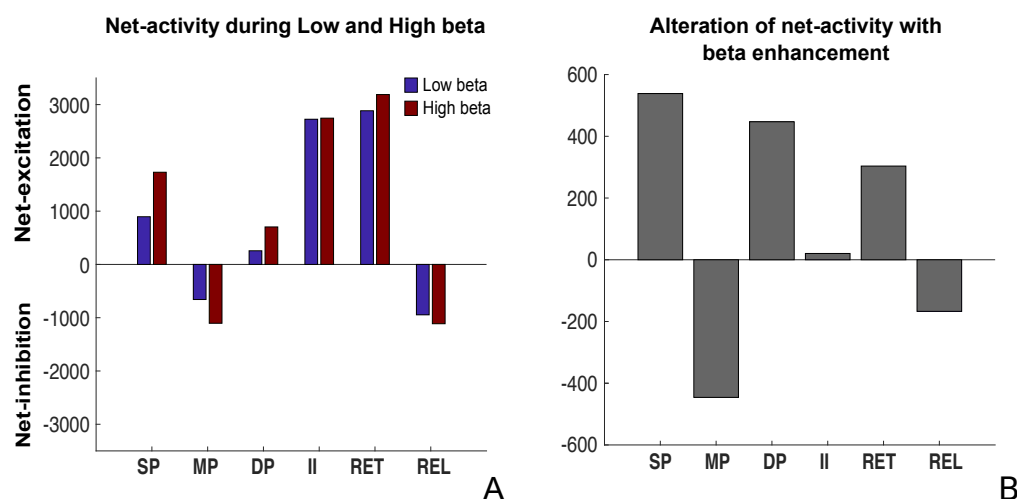 Net-activity during Low and High beta
Net-excitation
Net-inhibition
3000
2000
1000
0
-1000
-2000
-3000
Low beta
High beta
SP MP DP II RET REL
A
Alteration of net-activity with
beta enhancement
600
400
200
0
-200
-400
-600
SP MP DP II RET REL
B